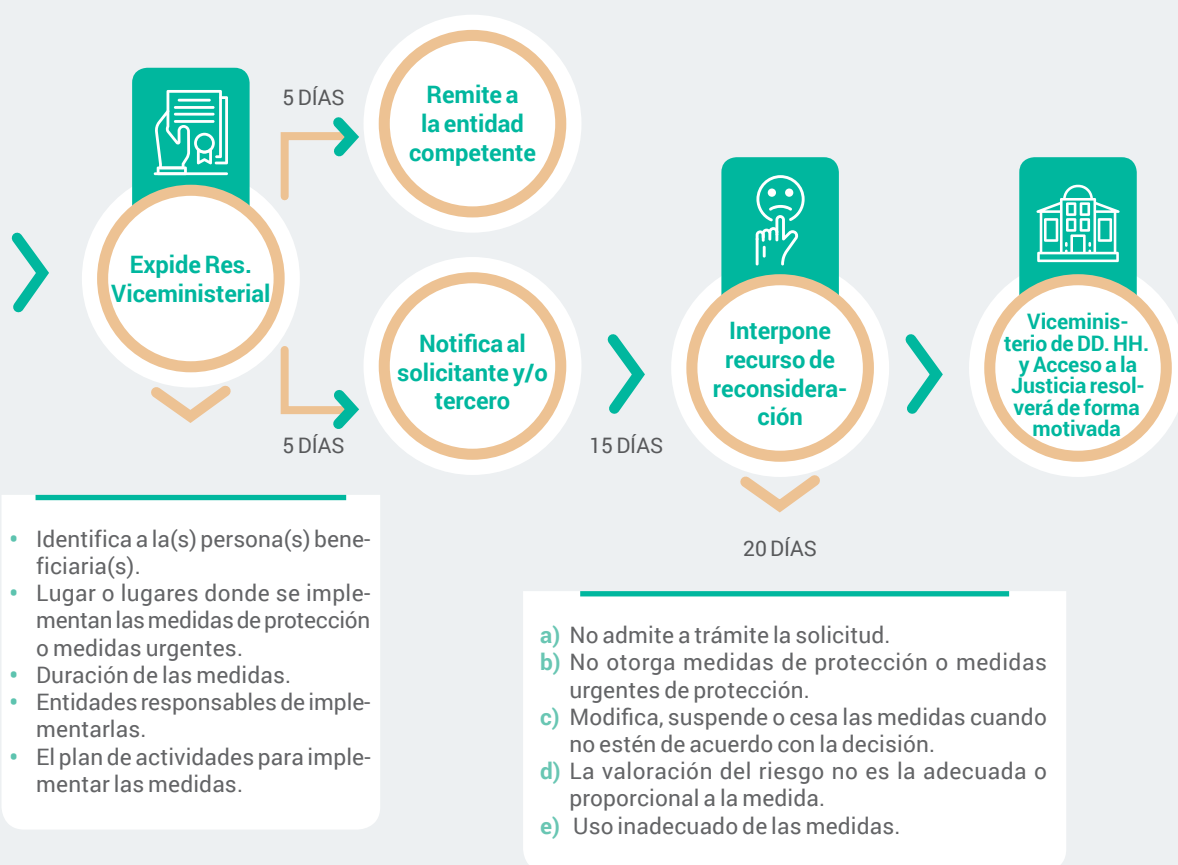 5 DÍAS
Remite a
la entidad
competente
Expide Res.
Viceministerial
Notifica al
solicitante y/o
tercero
5 DÍAS
15 DÍAS
Interpone
recurso de
reconsidera-
ción
Viceminis-
terio de DD. HH.
y Acceso a la
Justicia resol-
verá de forma
motivada
20 DÍAS
• Identifica a la(s) persona(s) bene-
ficiaria(s).
• Lugar o lugares donde se imple-
mentan las medidas de protección
o medidas urgentes.
• Duración de las medidas.
• Entidades responsables de imple-
mentarlas.
• El plan de actividades para imple-
mentar las medidas.
a) No admite a trámite la solicitud.
b) No otorga medidas de protección o medidas
urgentes de protección.
c) Modifica, suspende o cesa las medidas cuando
no estén de acuerdo con la decisión.
d) La valoración del riesgo no es la adecuada o
proporcional a la medida.
e) Uso inadecuado de las medidas.